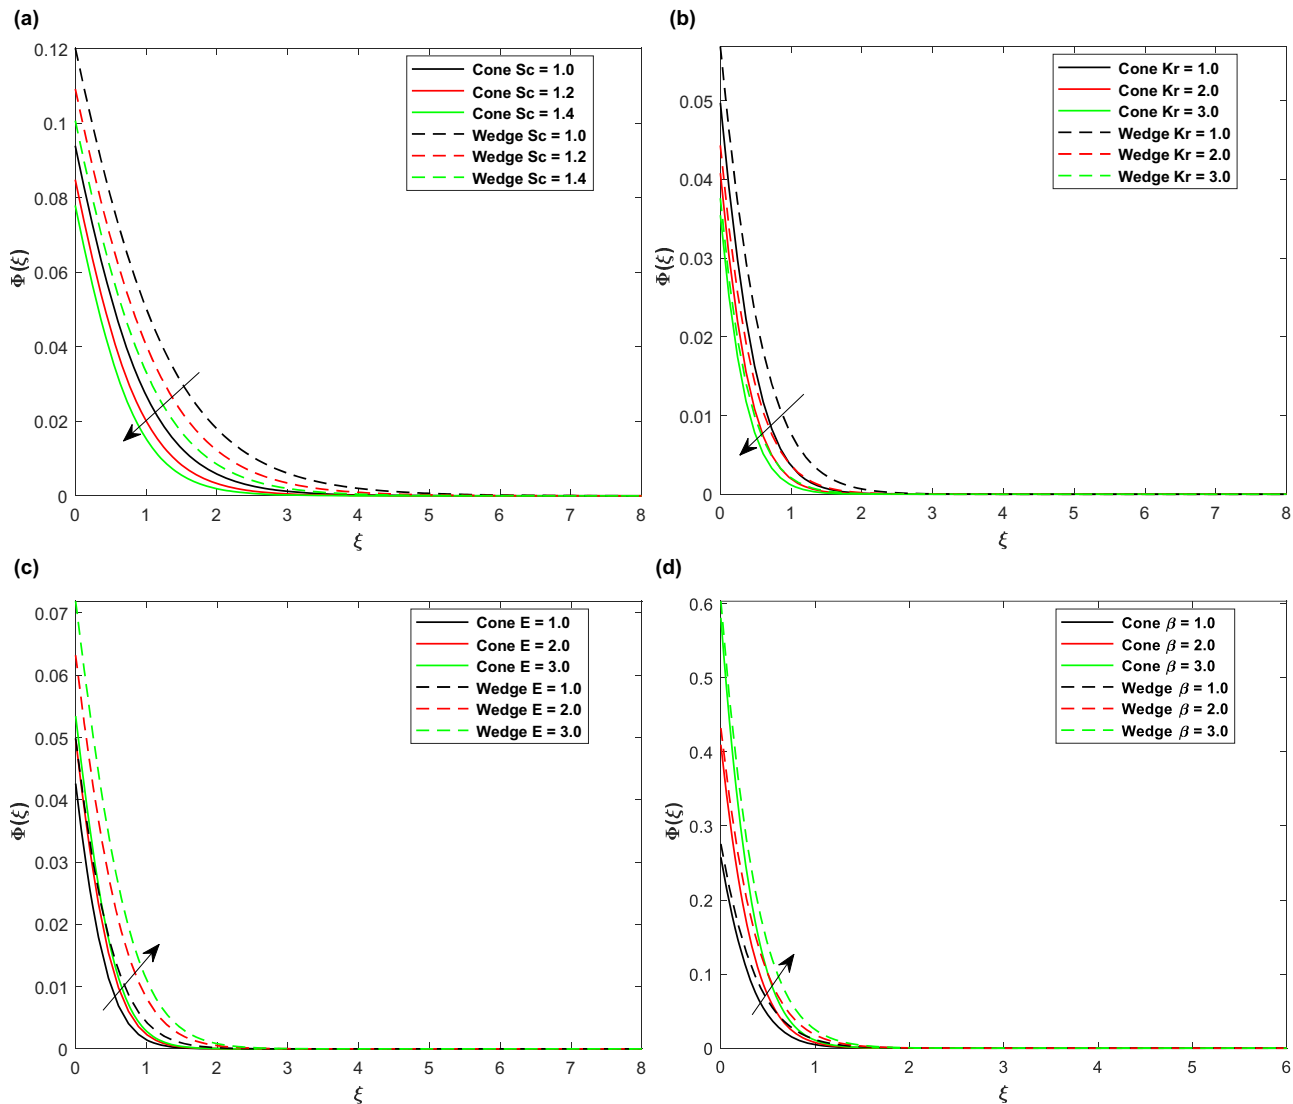 (a)
0.12
0.1
0.08
0.06
0.04
0.02
0
0 1 2 3 4 5 6 7 8
Φ(ξ)
ξ
Cone Sc = 1.0
Cone Sc = 1.2
Cone Sc = 1.4
Wedge Sc = 1.0
Wedge Sc = 1.2
Wedge Sc = 1.4
(b)
0.05
0.04
0.03
0.02
0.01
0
0 1 2 3 4 5 6 7 8
Φ(ξ)
ξ
Cone Kr = 1.0
Cone Kr = 2.0
Cone Kr = 3.0
Wedge Kr = 1.0
Wedge Kr = 2.0
Wedge Kr = 3.0
(c)
0.07
0.06
0.05
0.04
0.03
0.02
0.01
0
0 1 2 3 4 5 6 7 8
Φ(ξ)
ξ
Cone E = 1.0
Cone E = 2.0
Cone E = 3.0
Wedge E = 1.0
Wedge E = 2.0
Wedge E = 3.0
(d)
0.6
0.5
0.4
0.3
0.2
0.1
0
0 1 2 3 4 5 6
Φ(ξ)
ξ
Cone β = 1.0
Cone β = 2.0
Cone β = 3.0
Wedge β = 1.0
Wedge β = 2.0
Wedge β = 3.0